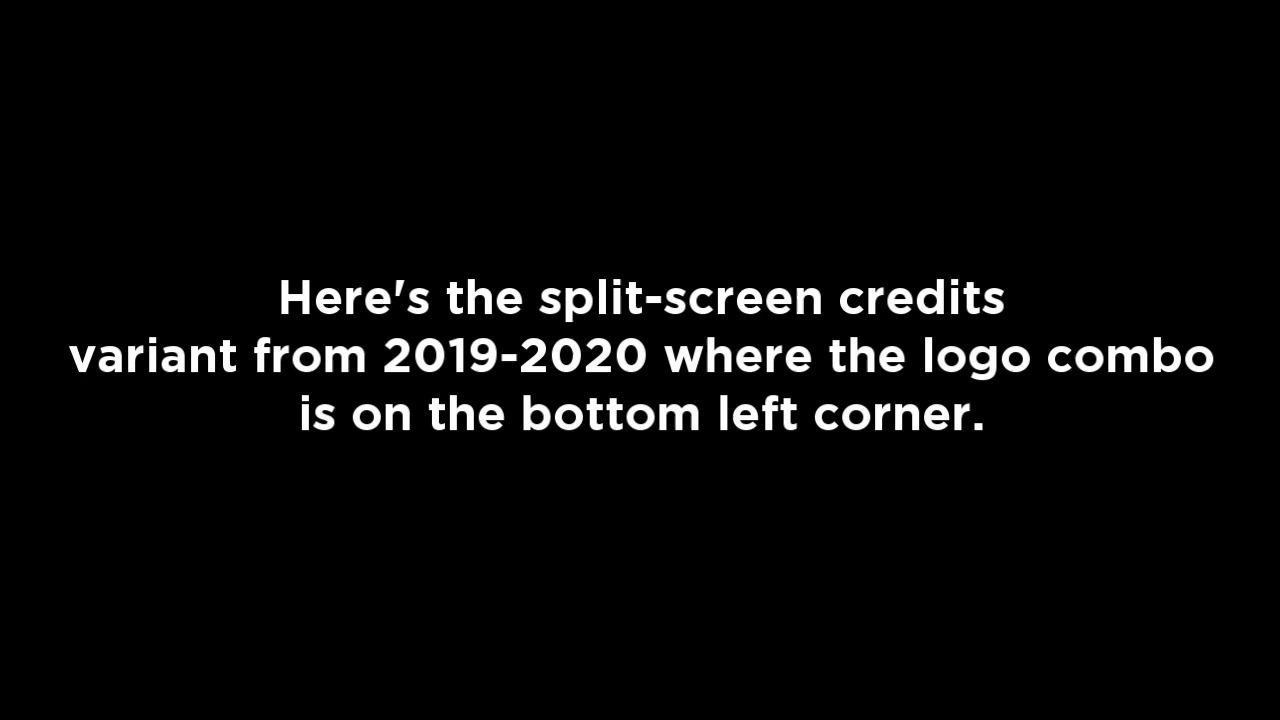 Here's the split-screen credits
variant from 2019-2020 where the logo combo
is on the bottom left corner.